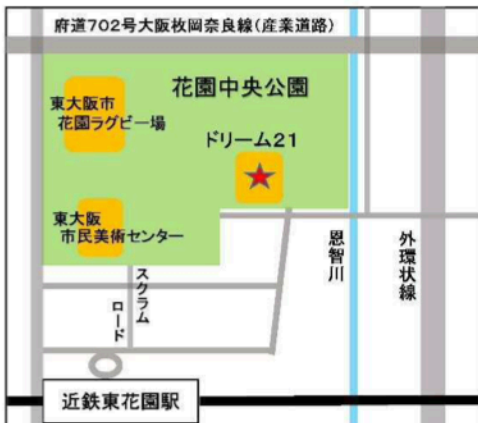 府道702号大阪枚岡奈良線(産業道路)
花園中央公園
東大阪市
花園ラグビー場
ドリーム21
東大阪
市民美術センター
スクラム
ロード
恩智川
外環状線
近鉄東花園駅